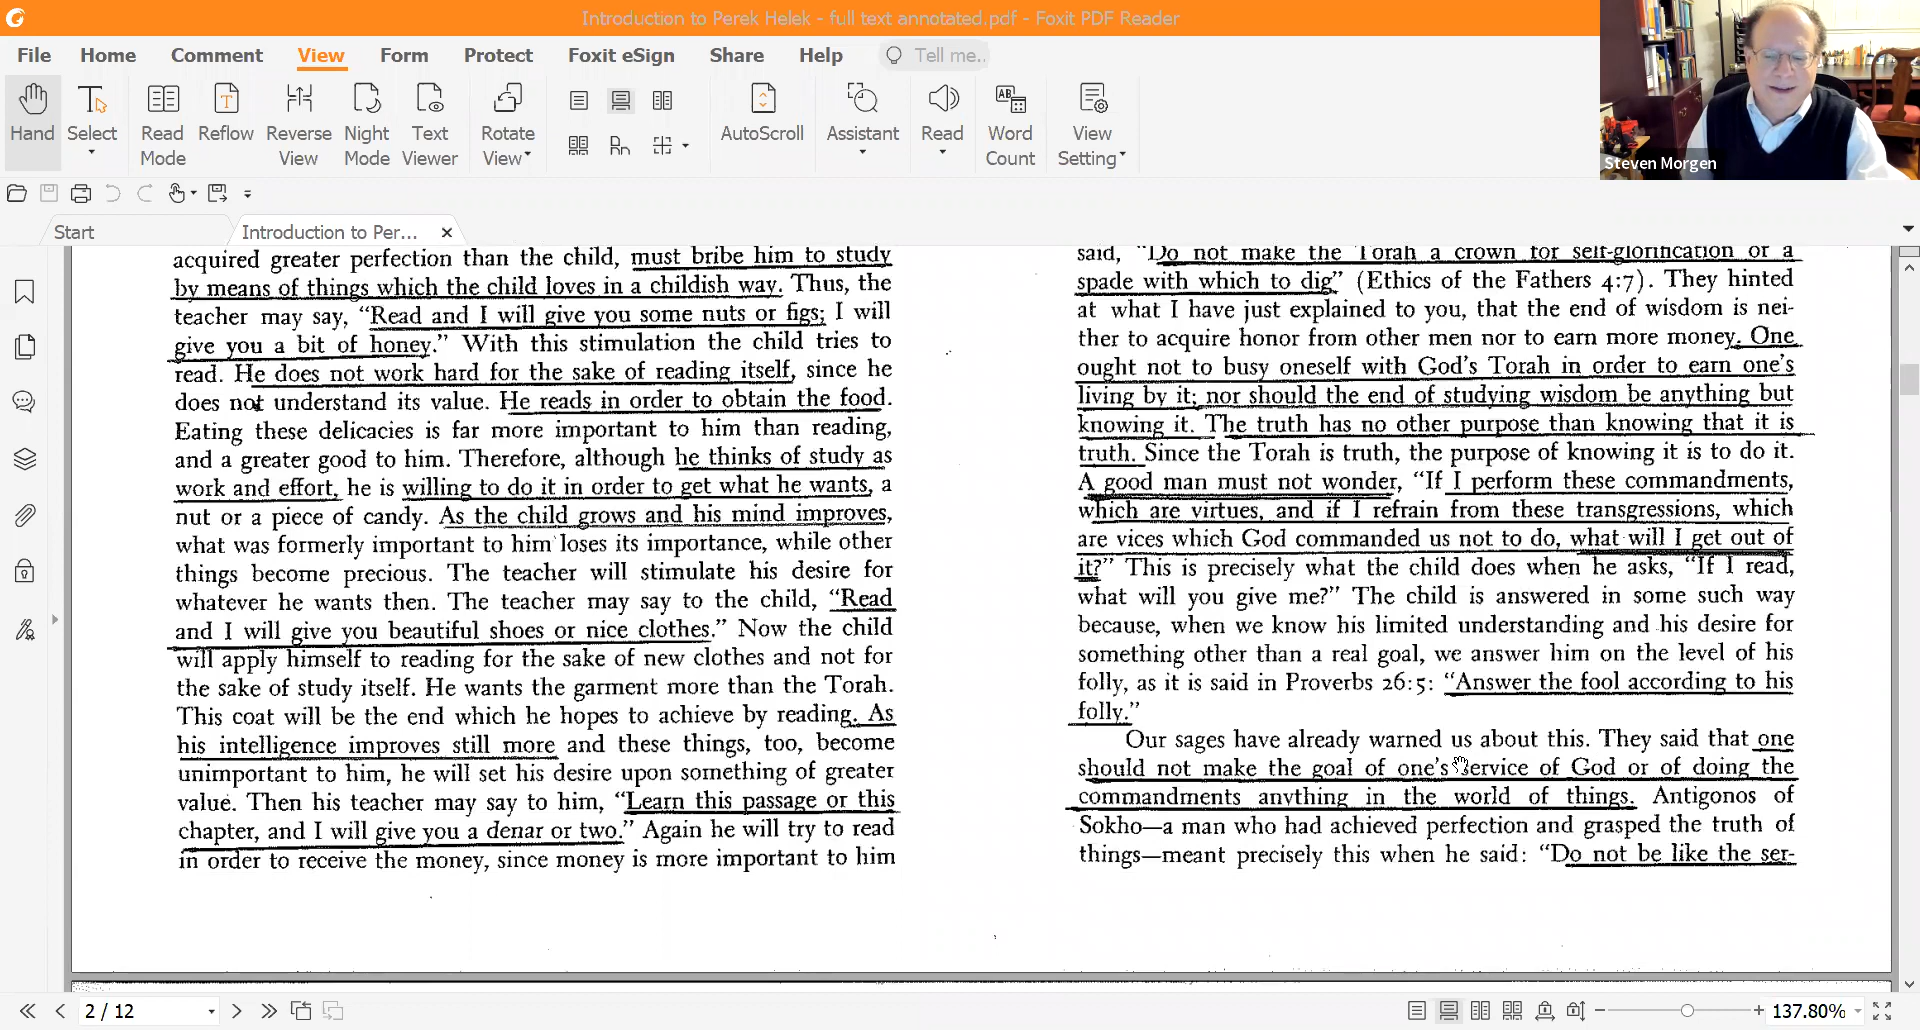 Introduction to Perek Helek - full text annotated.pdf - Foxit PDF Reader
File Home Comment View Form Protect Foxit eSign Share Help Tell me..
Hand Select Read Mode Reflow Reverse View Night Mode Text Viewer Rotate View AutoScroll Assistant Read Word Count View Setting
Steven Morgen
Start Introduction to Per...
acquired greater perfection than the child, must bribe him to study
by means of things which the child loves in a childish way. Thus, the
teacher may say, “Read and I will give you some nuts or figs; I will
give you a bit of honey.” With this stimulation the child tries to
read. He does not work hard for the sake of reading itself, since he
does not understand its value. He reads in order to obtain the food.
Eating these delicacies is far more important to him than reading,
and a greater good to him. Therefore, although he thinks of study as
work and effort, he is willing to do it in order to get what he wants, a
nut or a piece of candy. As the child grows and his mind improves,
what was formerly important to him loses its importance, while other
things become precious. The teacher will stimulate his desire for
whatever he wants then. The teacher may say to the child, “Read
and I will give you beautiful shoes or nice clothes.” Now the child
will apply himself to reading for the sake of new clothes and not for
the sake of study itself. He wants the garment more than the Torah.
This coat will be the end which he hopes to achieve by reading. As
his intelligence improves still more and these things, too, become
unimportant to him, he will set his desire upon something of greater
value. Then his teacher may say to him, “Learn this passage or this
chapter, and I will give you a denar or two.” Again he will try to read
in order to receive the money, since money is more important to him
said, “Do not make the Torah a crown for self-glorification or a
spade with which to dig” (Ethics of the Fathers 4:7). They hinted
at what I have just explained to you, that the end of wisdom is nei-
ther to acquire honor from other men nor to earn more money. One
ought not to busy oneself with God’s Torah in order to earn one’s
living by it; nor should the end of studying wisdom be anything but
knowing it. The truth has no other purpose than knowing that it is
truth. Since the Torah is truth, the purpose of knowing it is to do it.
A good man must not wonder, “If I perform these commandments,
which are virtues, and if I refrain from these transgressions, which
are vices which God commanded us not to do, what will I get out of
it?” This is precisely what the child does when he asks, “If I read,
what will you give me?” The child is answered in some such way
because, when we know his limited understanding and his desire for
something other than a real goal, we answer him on the level of his
folly, as it is said in Proverbs 26:5: “Answer the fool according to his
folly.”
Our sages have already warned us about this. They said that one
should not make the goal of one’s service of God or of doing the
commandments anything in the world of things. Antigonos of
Sokho—a man who had achieved perfection and grasped the truth of
things—meant precisely this when he said: “Do not be like the ser-
2 / 12 137.80%